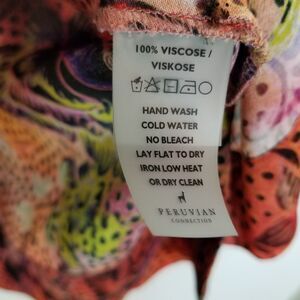 100% VISCOSE /
VISKOSE
HAND WASH
COLD WATER
NO BLEACH
LAY FLAT TO DRY
IRON LOW HEAT
OR DRY CLEAN
PERUVIAN
CONNECTION